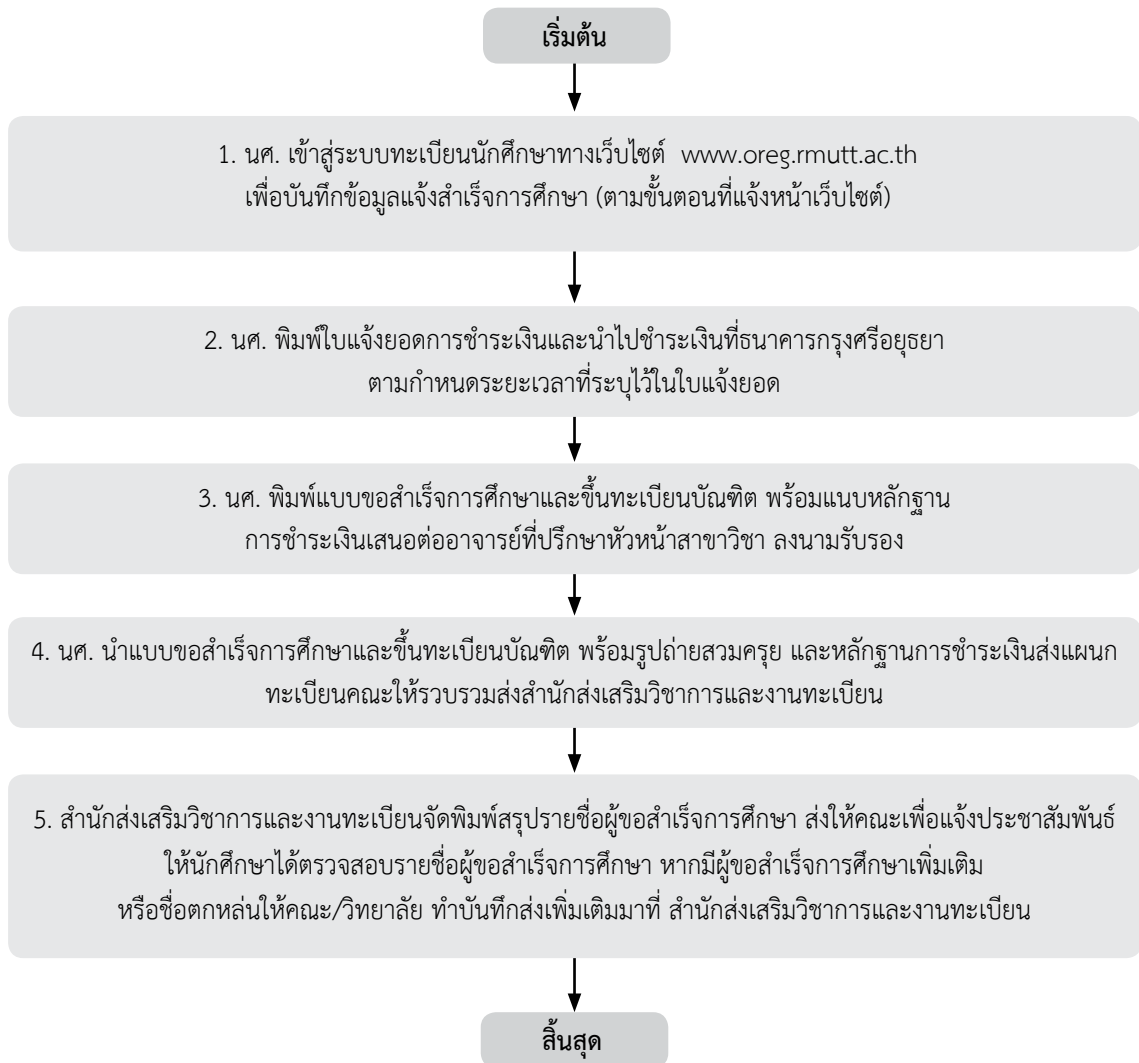 เริ่มต้น
1. นศ. เข้าสู่ระบบทะเบียนนักศึกษาทางเว็บไซต์ www.oreg.rmutt.ac.th
เพื่อบันทึกข้อมูลแจ้งสำเร็จการศึกษา (ตามขั้นตอนที่แจ้งหน้าเว็บไซต์)
2. นศ. พิมพ์ใบแจ้งยอดการชำระเงินและนำไปชำระเงินที่ธนาคารกรุงศรีอยุธยา
ตามกำหนดระยะเวลาที่ระบุไว้ในใบแจ้งยอด
3. นศ. พิมพ์แบบขอสำเร็จการศึกษาและขึ้นทะเบียนบัณฑิต พร้อมแนบหลักฐาน
การชำระเงินเสนอต่ออาจารย์ที่ปรึกษาหัวหน้าสาขาวิชา ลงนามรับรอง
4. นศ. นำแบบขอสำเร็จการศึกษาและขึ้นทะเบียนบัณฑิต พร้อมรูปถ่ายสวมครุย และหลักฐานการชำระเงินส่งแผนก
ทะเบียนคณะให้รวบรวมส่งสำนักส่งเสริมวิชาการและงานทะเบียน
5. สำนักส่งเสริมวิชาการและงานทะเบียนจัดพิมพ์สรุปรายชื่อผู้ขอสำเร็จการศึกษา ส่งให้คณะเพื่อแจ้งประชาสัมพันธ์
ให้นักศึกษาได้ตรวจสอบรายชื่อผู้ขอสำเร็จการศึกษา หากมีผู้ขอสำเร็จการศึกษาเพิ่มเติม
หรือชื่อตกหล่นให้คณะ/วิทยาลัย ทำบันทึกส่งเพิ่มเติมมาที่ สำนักส่งเสริมวิชาการและงานทะเบียน
สิ้นสุด